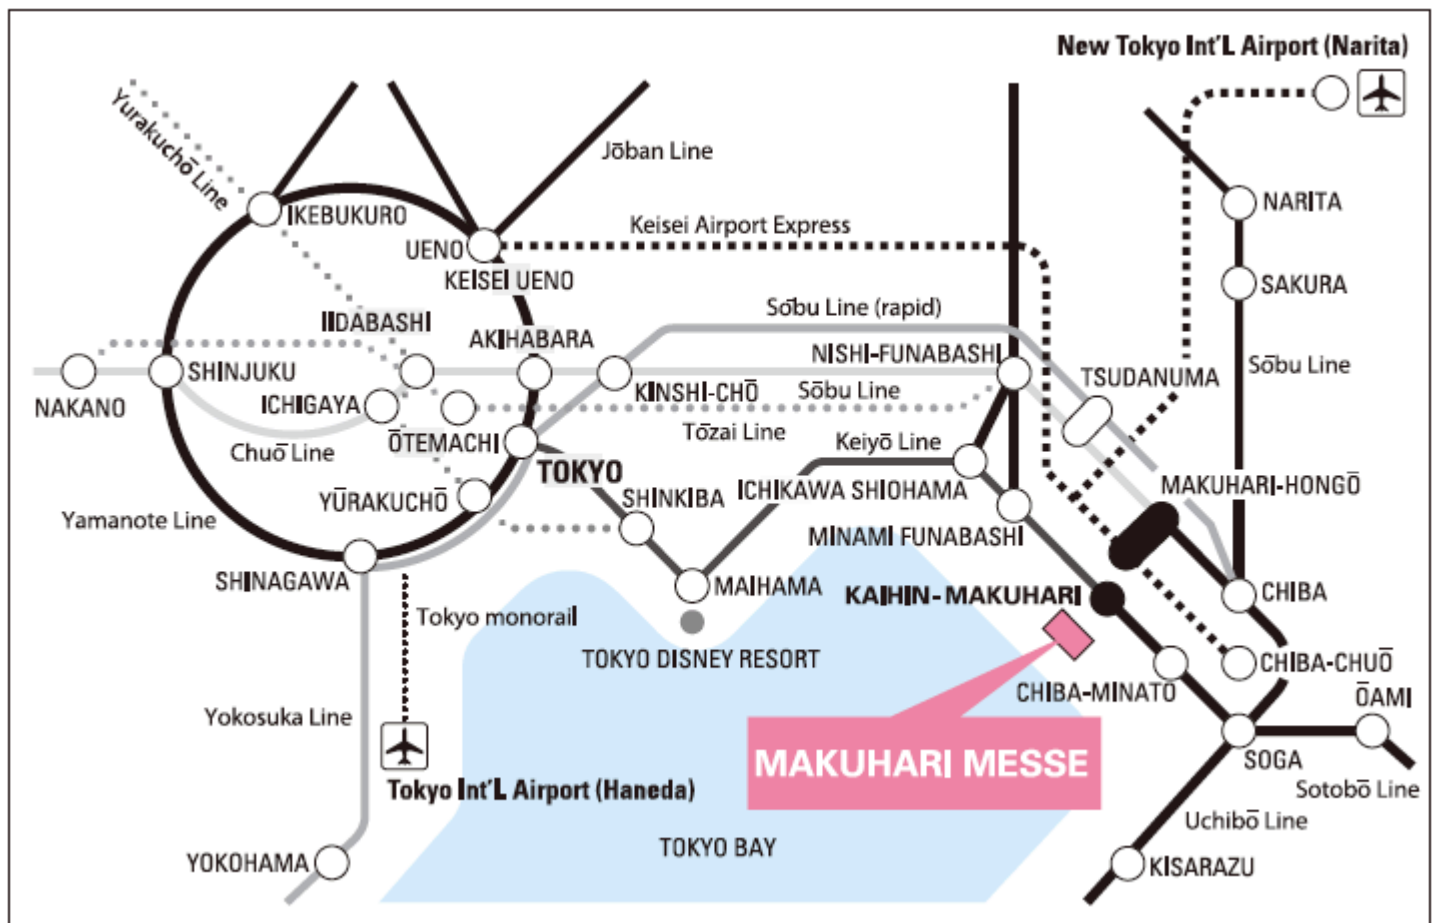 New Tokyo Int'L Airport (Narita)
Yurakuchō Line
Jōban Line
IKEBUKURO
NARITA
Keisei Airport Express
UENO
KEISEI UENO
SAKURA
Sōbu Line (rapid)
IIDABASHI
AKIHABARA
NISHI-FUNABASHI
Sōbu Line
SHINJUKU
TSUDANUMA
KINSHI-CHŌ
Sōbu Line
NAKANO
ICHIGAYA
Tōzai Line
Keiyō Line
ŌTEMACHI
Chuō Line
TOKYO
YŪRAKUCHŌ
SHINKIBA
ICHIKAWA SHIOHAMA
MAKUHARI-HONGŌ
Yamanote Line
MINAMI FUNABASHI
SHINAGAWA
MAIHAMA
KAIHIN-MAKUHARI
CHIBA
Tokyo monorail
TOKYO DISNEY RESORT
CHIBA-CHUŌ
CHIBA-MINATO
ŌAMI
Yokosuka Line
MAKUHARI MESSE
SOGA
Tokyo Int'L Airport (Haneda)
Sotobō Line
Uchibō Line
TOKYO BAY
YOKOHAMA
KISARAZU